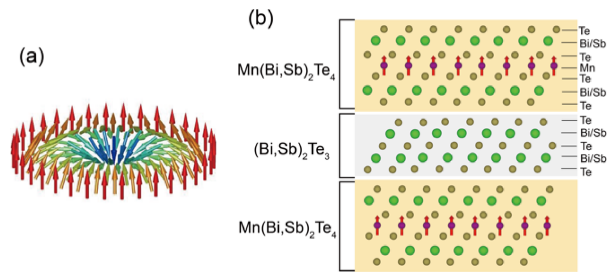 (a)
(b)
Mn(Bi,Sb)2Te4
Te
Bi/Sb
Te
Mn
Te
Bi/Sb
Te
(Bi,Sb)2Te3
Te
Bi/Sb
Te
Bi/Sb
Te
Mn(Bi,Sb)2Te4